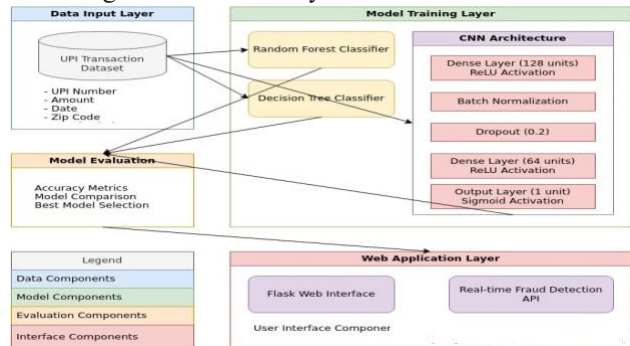 Data Input Layer
UPI Transaction
Dataset
- UPI Number
- Amount
- Date
- Zip Code
Model Training Layer
Random Forest Classifier
Decision Tree Classifier
CNN Architecture
Dense Layer (128 units)
ReLU Activation
Batch Normalization
Dropout (0.2)
Dense Layer (64 units)
ReLU Activation
Output Layer (1 unit)
Sigmoid Activation
Model Evaluation
Accuracy Metrics
Model Comparison
Best Model Selection
Legend
Data Components
Model Components
Evaluation Components
Interface Components
Web Application Layer
Flask Web Interface
Real-time Fraud Detection
API
User Interface Componer